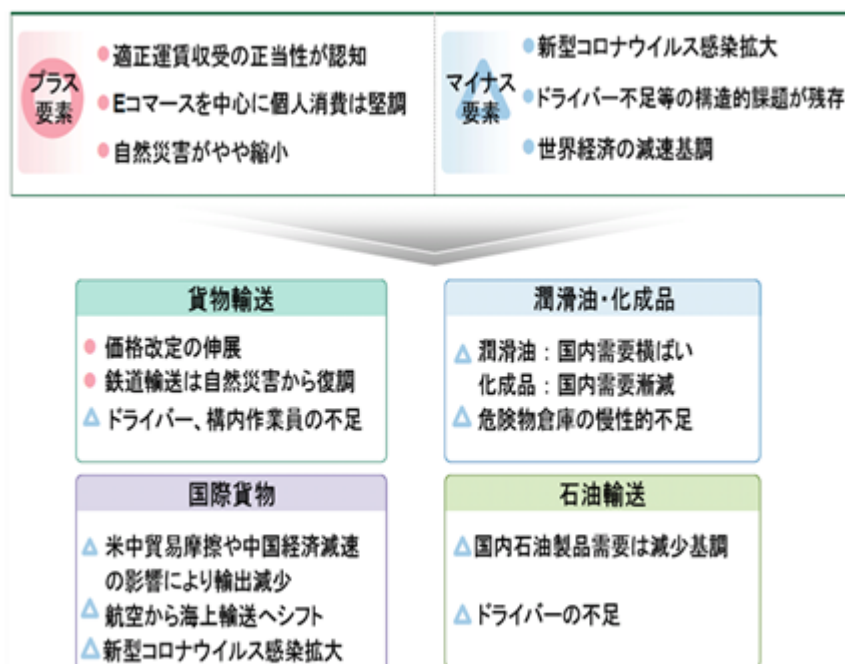 プラス
要素
●適正運賃収受の正当性が認知
●Eコマースを中心に個人消費は堅調
●自然災害がやや縮小
マイナス
要素
●新型コロナウイルス感染拡大
●ドライバー不足等の構造的課題が残存
●世界経済の減速基調
貨物輸送
●価格改定の伸展
●鉄道輸送は自然災害から復調
△ドライバー、構内作業員の不足
潤滑油・化成品
△潤滑油：国内需要横ばい
化成品：国内需要漸減
△危険物倉庫の慢性的不足
国際貨物
△米中貿易摩擦や中国経済減速
の影響により輸出減少
△航空から海上輸送へシフト
△新型コロナウイルス感染拡大
石油輸送
△国内石油製品需要は減少基調
△ドライバーの不足